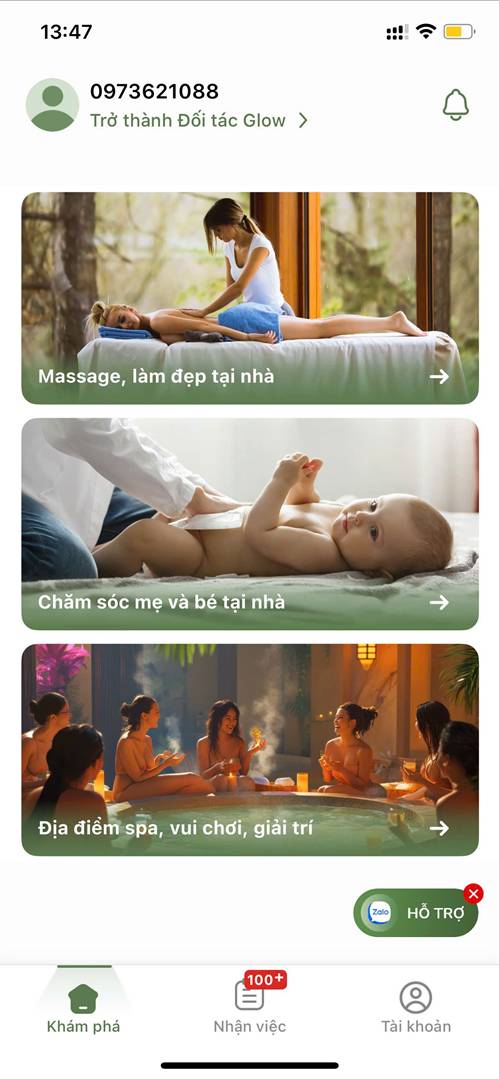 13:47
0973621088
Trở thành Đối tác Glow
Massage, làm đẹp tại nhà
Chăm sóc mẹ và bé tại nhà
Địa điểm spa, vui chơi, giải trí
Zalo
HỖ TRỢ
100+
Khám phá
Nhận việc
Tài khoản